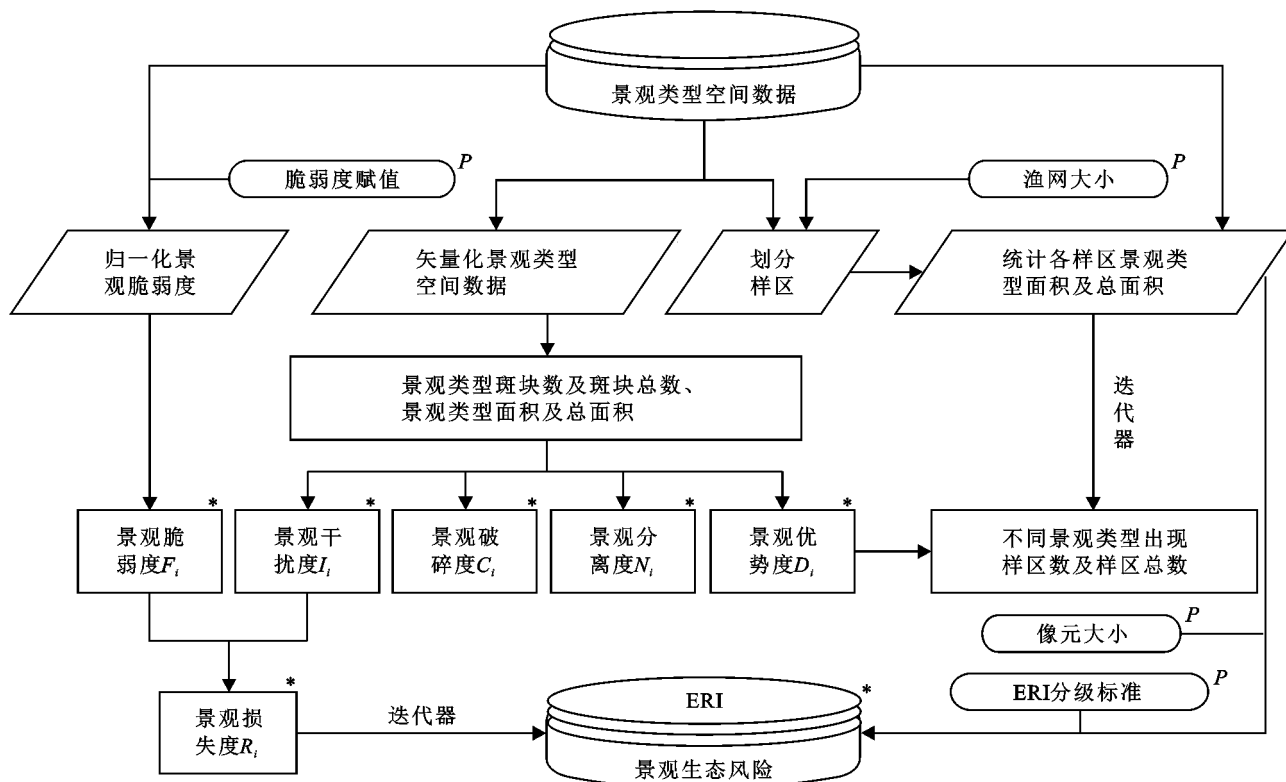 景观类型空间数据
脆弱度赋值
P
渔网大小
P
归一化景
观脆弱度
矢量化景观类型
空间数据
划分
样区
统计各样区景观类
型面积及总面积
景观类型斑块数及斑块总数、
景观类型面积及总面积
迭
代
器
景观脆
弱度Fi
*
景观干
扰度Ii
*
景观破
碎度Ci
*
景观分
离度Ni
*
景观优
势度Di
*
不同景观类型出现
样区数及样区总数
像元大小
P
ERI分级标准
P
景观损
失度Ri
*
迭代器
ERI
*
景观生态风险